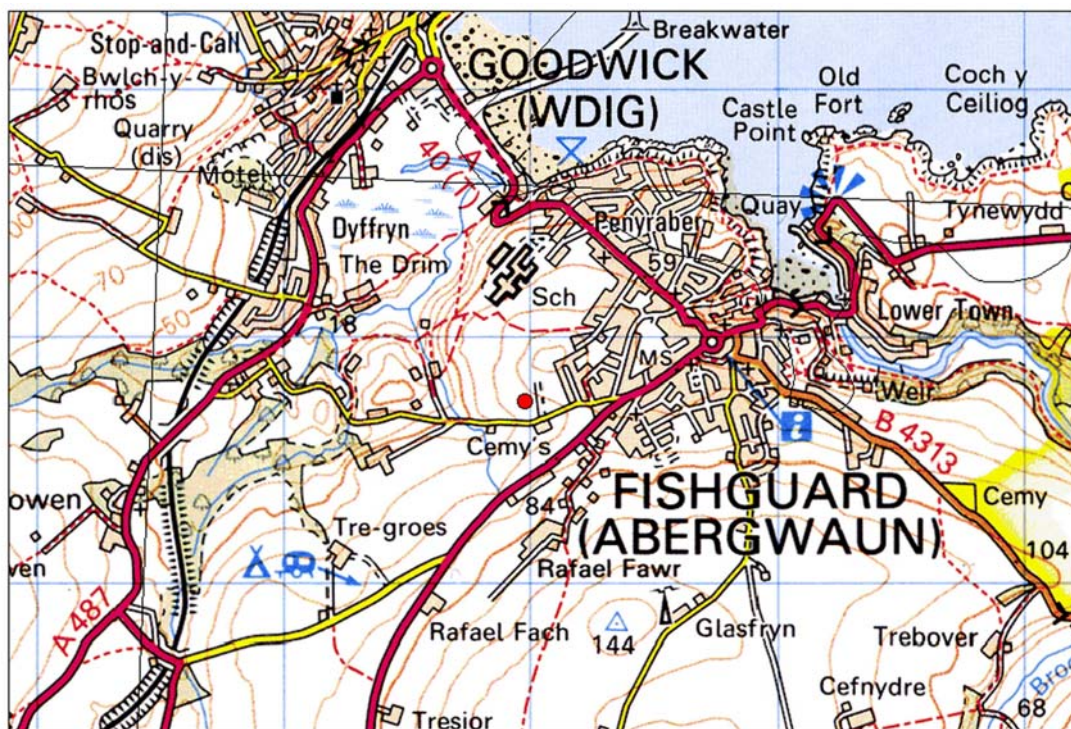 Stop-and-Call
Bwlch-y-
rhôs
Quarry
(dis)
Motel
GOODWICK
(WDIG)
Breakwater
Old
Fort
Coch y
Ceiliog
Castle
Point
A 40(T)
Quay
Tynewydd
Penyraber
Dyffryn
The Drim
59
Sch
70
50
18
MS
Lower Town
Weir
Cemy's
i
B 4313
owen
84
FISHGUARD
(ABERGWAUN)
Cemy
104
Tre-groes
Rafael Fawr
A 487
Rafael Fach
144
Glasfryn
Trebover
Cefnydre
68
Tresior